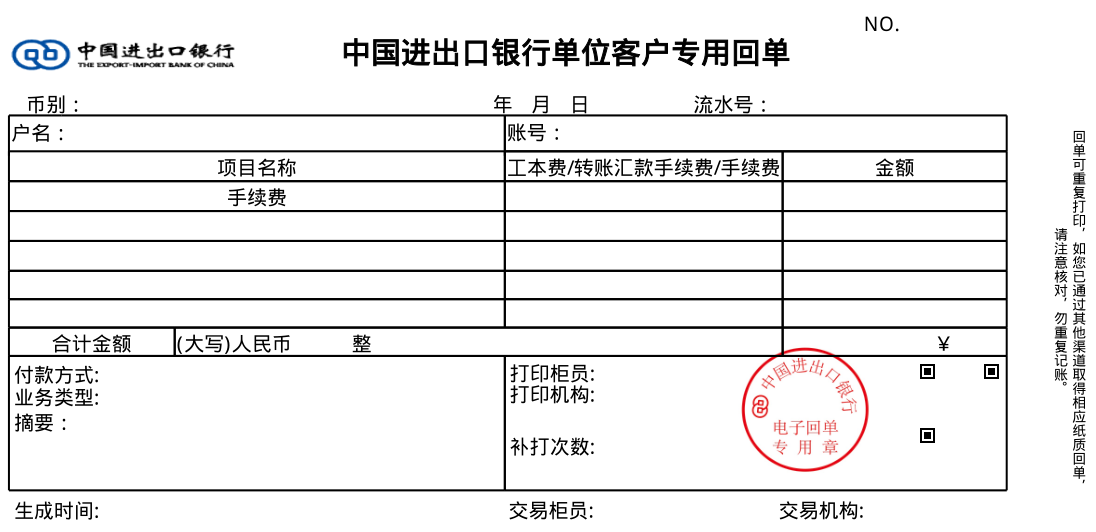 NO.
中国进出口银行
THE EXPORT-IMPORT BANK OF CHINA
中国进出口银行单位客户专用回单
币别： 年 月 日 流水号：
户名： 账号：
项目名称 工本费/转账汇款手续费/手续费 金额
手续费
合计金额 (大写)人民币 整 ¥
付款方式: 打印柜员:
业务类型: 打印机构:
摘要：
补打次数:
中国进出口银行
电子回单
专用章
生成时间: 交易柜员: 交易机构:
回单可重复打印，如您已通过其他渠道取得相应纸质回单，
请注意核对，勿重复记账。